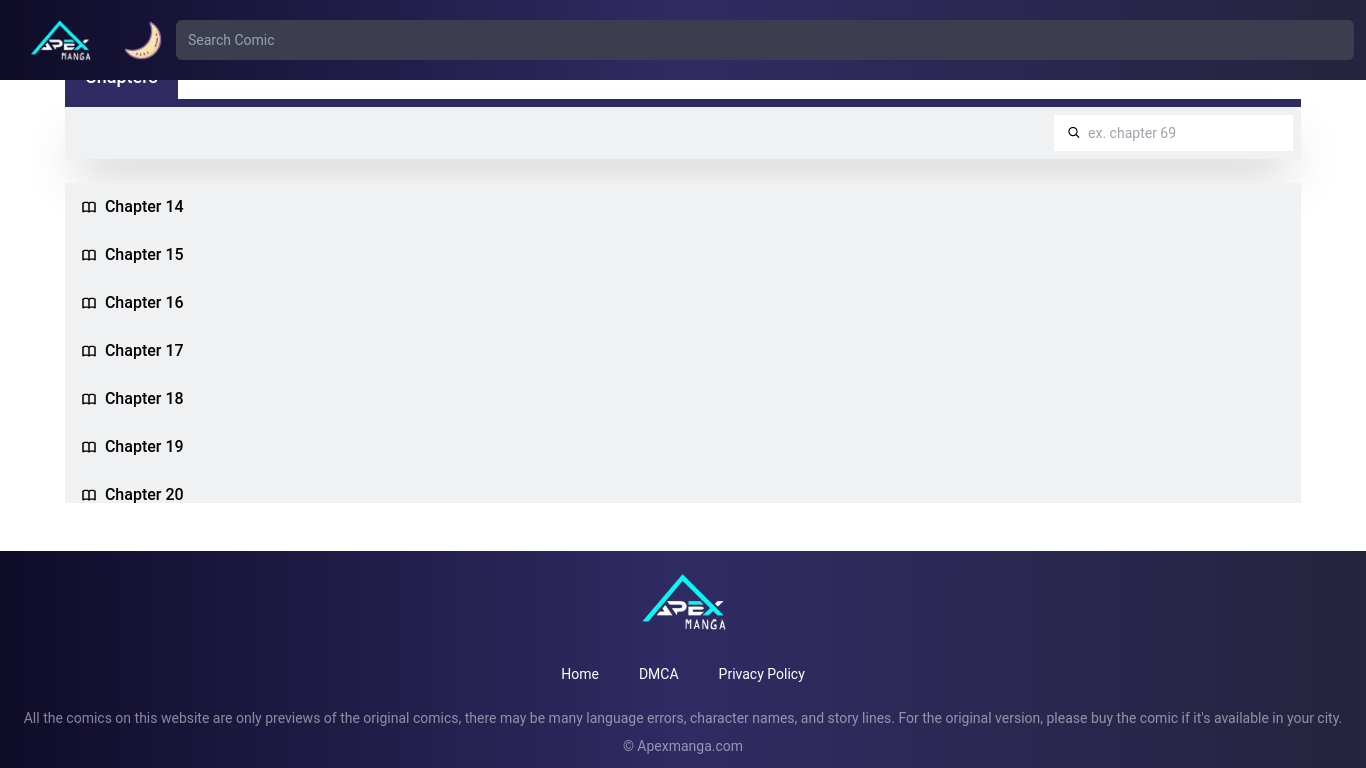 APEX
MANGA
Search Comic
Chapters
ex. chapter 69
Chapter 14
Chapter 15
Chapter 16
Chapter 17
Chapter 18
Chapter 19
Chapter 20
APEX
MANGA
Home DMCA Privacy Policy
All the comics on this website are only previews of the original comics, there may be many language errors, character names, and story lines. For the original version, please buy the comic if it's available in your city.
© Apexmanga.com